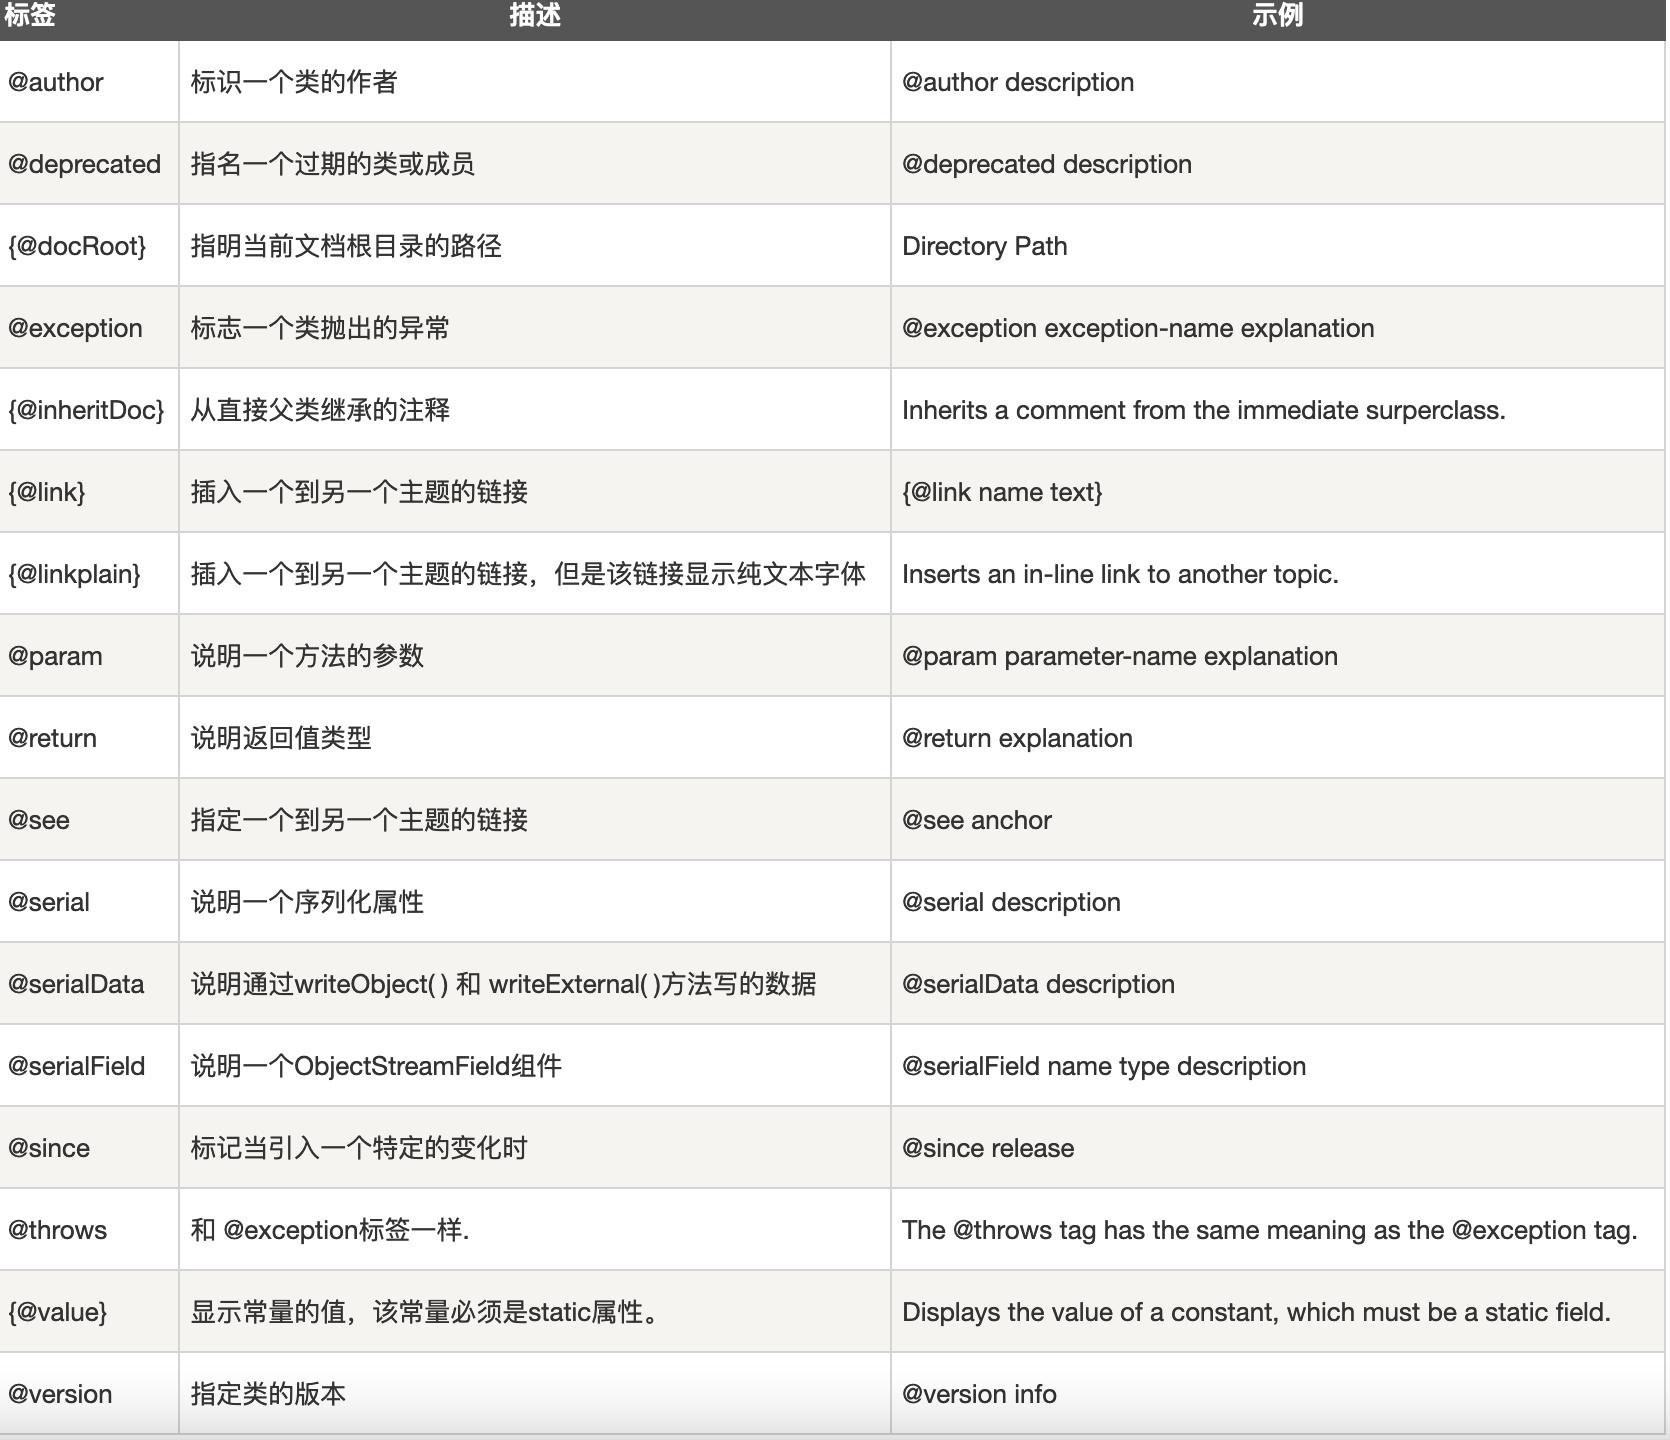 标签 描述 示例
@author 标识一个类的作者 @author description
@deprecated 指名一个过期的类或成员 @deprecated description
{@docRoot} 指明当前文档根目录的路径 Directory Path
@exception 标志一个类抛出的异常 @exception exception-name explanation
{@inheritDoc} 从直接父类继承的注释 Inherits a comment from the immediate surperclass.
{@link} 插入一个到另一个主题的链接 {@link name text}
{@linkplain} 插入一个到另一个主题的链接，但是该链接显示纯文本字体 Inserts an in-line link to another topic.
@param 说明一个方法的参数 @param parameter-name explanation
@return 说明返回值类型 @return explanation
@see 指定一个到另一个主题的链接 @see anchor
@serial 说明一个序列化属性 @serial description
@serialData 说明通过writeObject( ) 和 writeExternal( )方法写的数据 @serialData description
@serialField 说明一个ObjectStreamField组件 @serialField name type description
@since 标记当引入一个特定的变化时 @since release
@throws 和 @exception标签一样. The @throws tag has the same meaning as the @exception tag.
{@value} 显示常量的值，该常量必须是static属性。 Displays the value of a constant, which must be a static field.
@version 指定类的版本 @version info